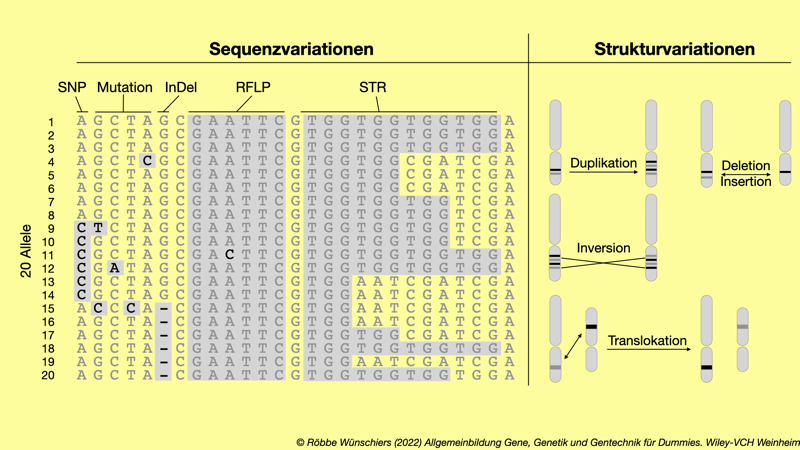 Sequenzvariationen
Strukturvariationen
SNP Mutation InDel RFLP STR
20 Allele
1 A G C T A G C G A A T T C G T G G T G G T G G T G G A
2 A G C T A G C G A A T T C G T G G T G G T G G T G G A
3 A G C T A G C G A A T T C G T G G T G G T G G T G G A
4 A G C T C G C G A A T T C G T G G T G G C G A T C G A
5 A G C T A G C G A A T T C G T G G T G G C G A T C G A
6 A G C T A G C G A A T T C G T G G T G G C G A T C G A
7 A G C T A G C G A A T T C G T G G T G G T G G T C G A
8 A G C T A G C G A A T T C G T G G T G G T G G T C G A
9 C T C T A G C G A A T T C G T G G T G G T G G T C G A
10 C G C T A G C G A A T T C G T G G T G G T G G T C G A
11 C G C T A G C G A C T T C G T G G T G G T G G T G G A
12 C G A T A G C G A A T T C G T G G T G G T G G T G G A
13 C G C T A G C G A A T T C G T G G A A T C G A T C G A
14 C G C T A G C G A A T T C G T G G A A T C G A T C G A
15 A C C C A – C G A A T T C G T G G A A T C G A T C G A
16 A G C T A – C G A A T T C G T G G A A T C G A T C G A
17 A G C T A – C G A A T T C G T G G T G G C G A T C G A
18 A G C T A – C G A A T T C G T G G T G G T G G T G G A
19 A G C T A – C G A A T T C G T G G A A T C G A T C G A
20 A G C T A – C G A A T T C G T G G T G G T G G T G G A
Duplikation
Deletion
Insertion
Inversion
Translokation
© Röbbe Wünschiers (2022) Allgemeinbildung Gene, Genetik und Gentechnik für Dummies. Wiley-VCH Weinheim